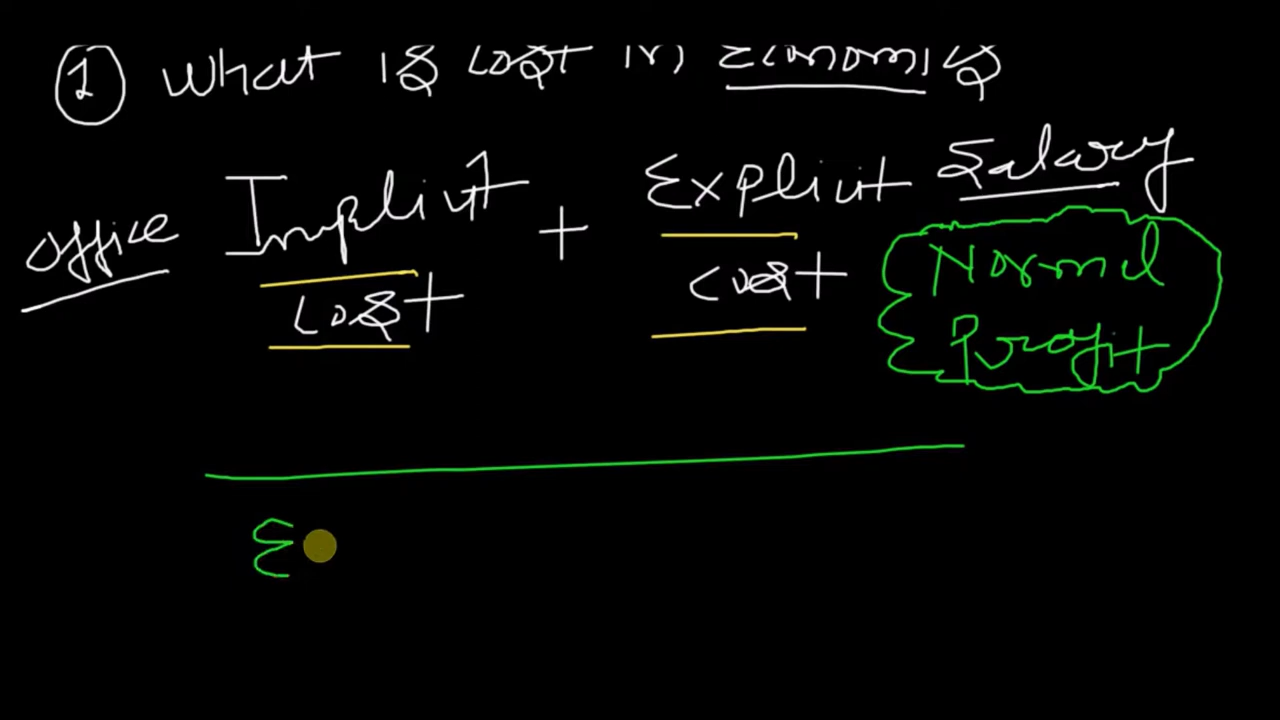 1 What is cost in Economics
Office Implicit + Explicit Salary
cost cost Normal
Profit
E